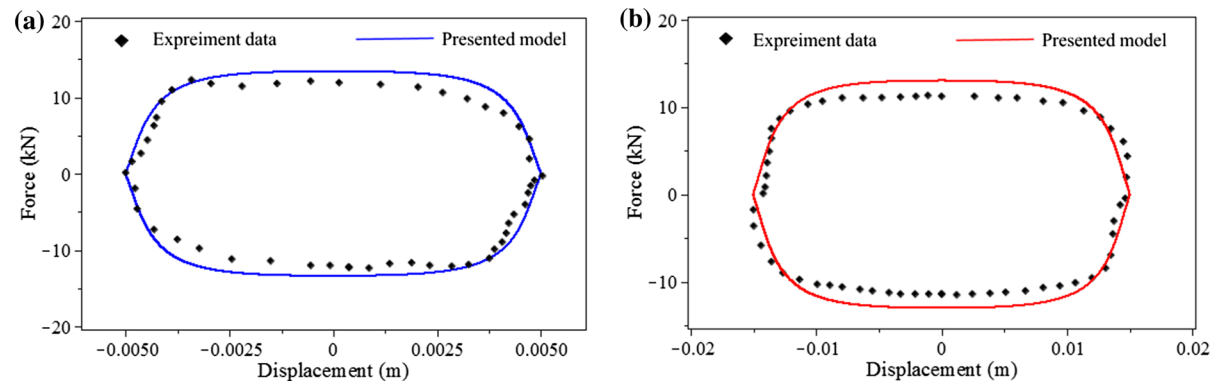 (a)
20
Expreiment data
Presented model
10
0
−10
−20
Force (kN)
−0.0050
−0.0025
0
0.0025
0.0050
Displacement (m)
(b)
20
Expreiment data
Presented model
10
0
−10
Force (kN)
−0.02
−0.01
0
0.01
0.02
Displacement (m)